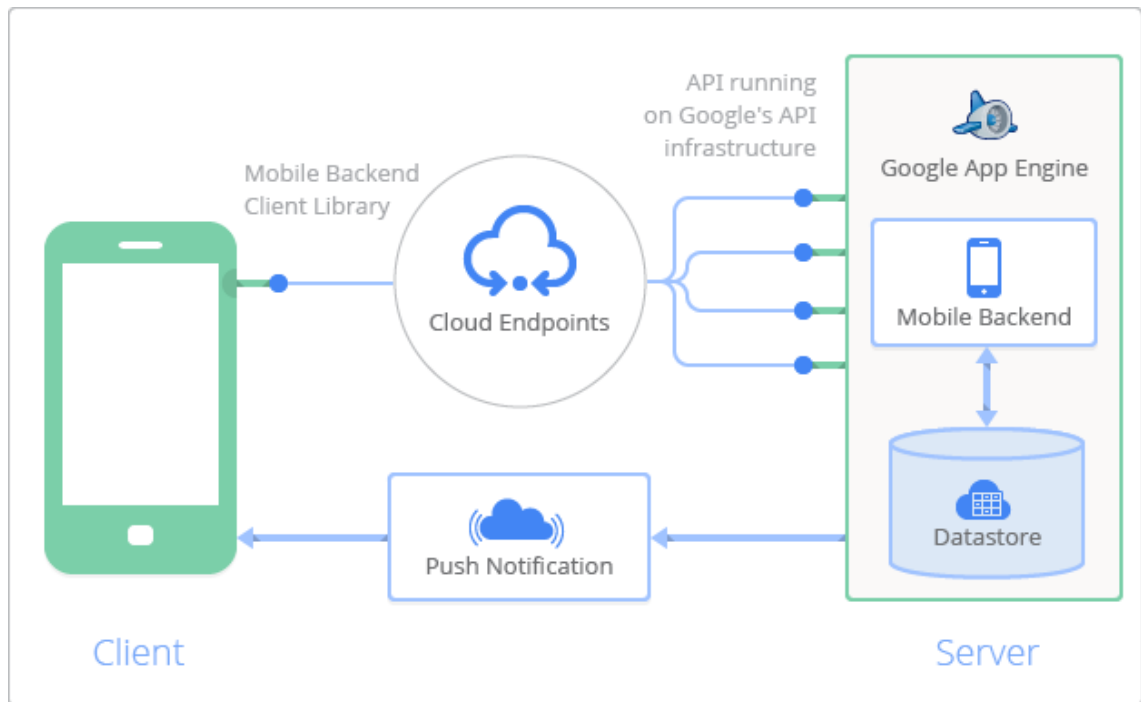 API running
on Google's API
infrastructure
Google App Engine
Mobile Backend
Client Library
Cloud Endpoints
Mobile Backend
Push Notification
Datastore
Client
Server